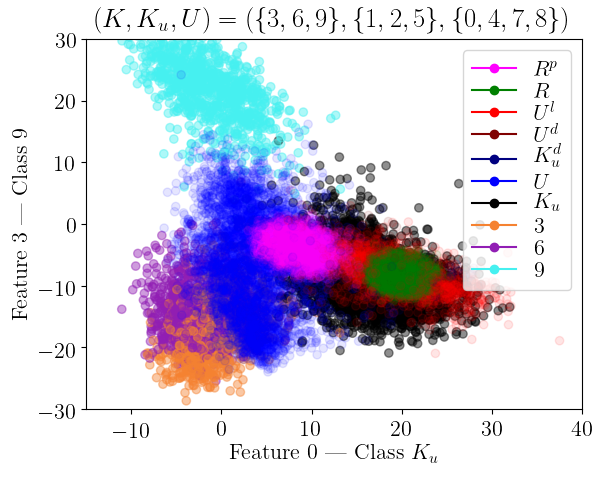 (K, K_u, U) = ({3, 6, 9}, {1, 2, 5}, {0, 4, 7, 8})
30
20
10
0
−10
−20
−30
Feature 3 — Class 9
R^p
R
U^l
U^d
K_u^d
U
K_u
3
6
9
−10 0 10 20 30 40
Feature 0 — Class K_u